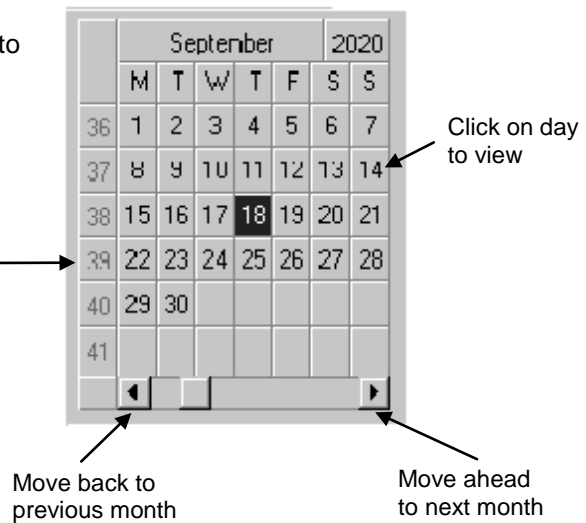 to
September 2020
M T W T F S S
36 1 2 3 4 5 6 7
37 8 9 10 11 12 13 14
38 15 16 17 18 19 20 21
39 22 23 24 25 26 27 28
40 29 30
41
Click on day
to view
Move back to
previous month
Move ahead
to next month